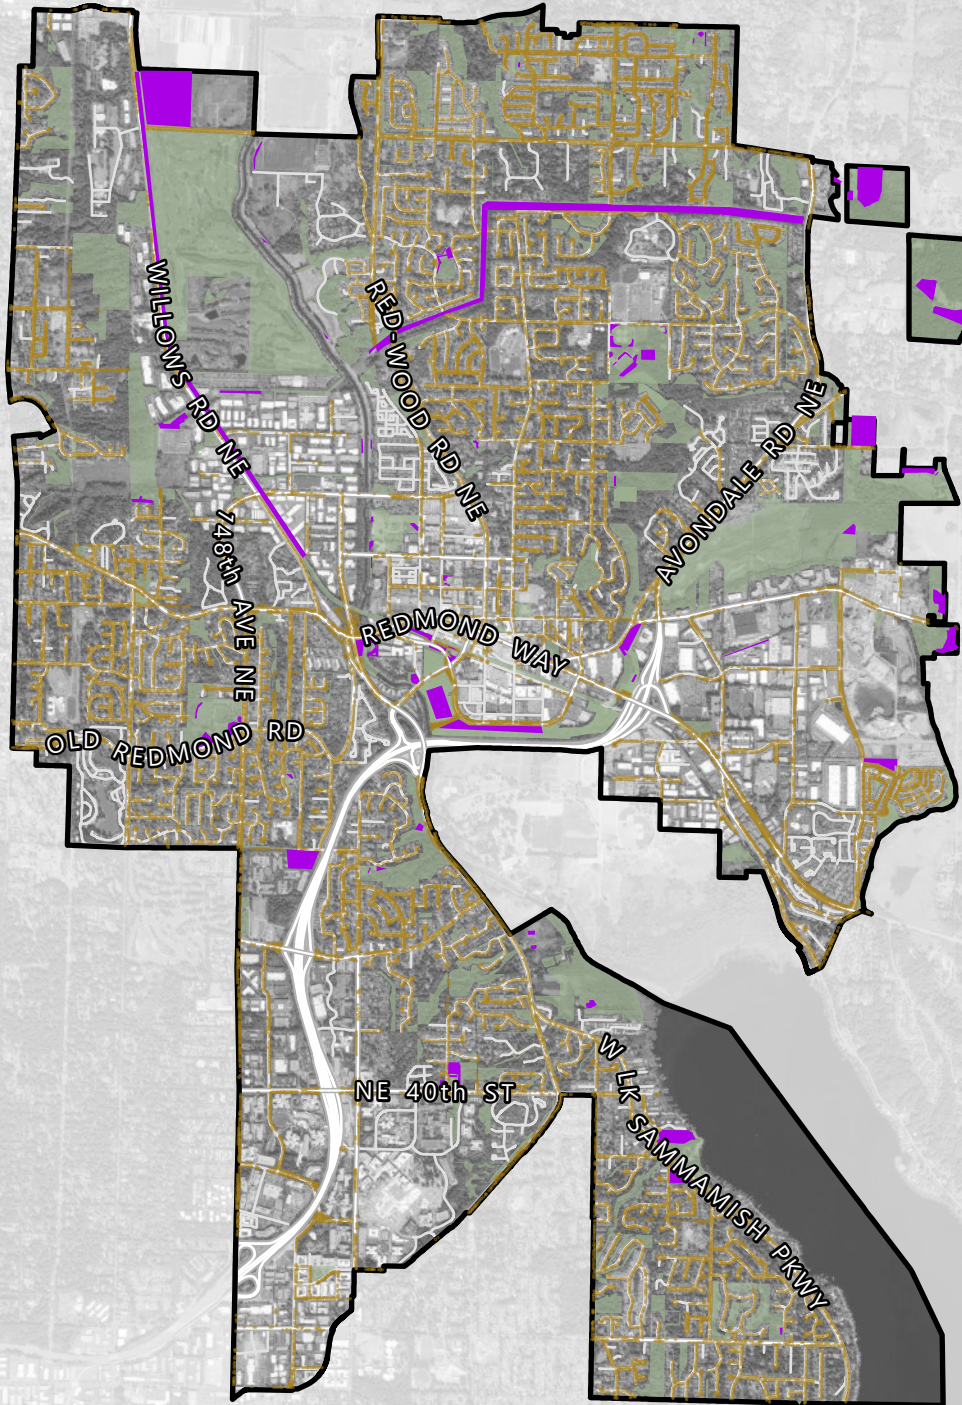 WILLOWS RD NE
RED-WOOD RD NE
AVONDALE RD NE
748th AVE NE
REDMOND WAY
OLD REDMOND RD
NE 40th ST
W LK SAMMAMISH PKWY